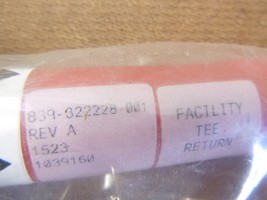 839-322228-001
REV A
1523
1039160
FACILITY
TEE,
RETURN